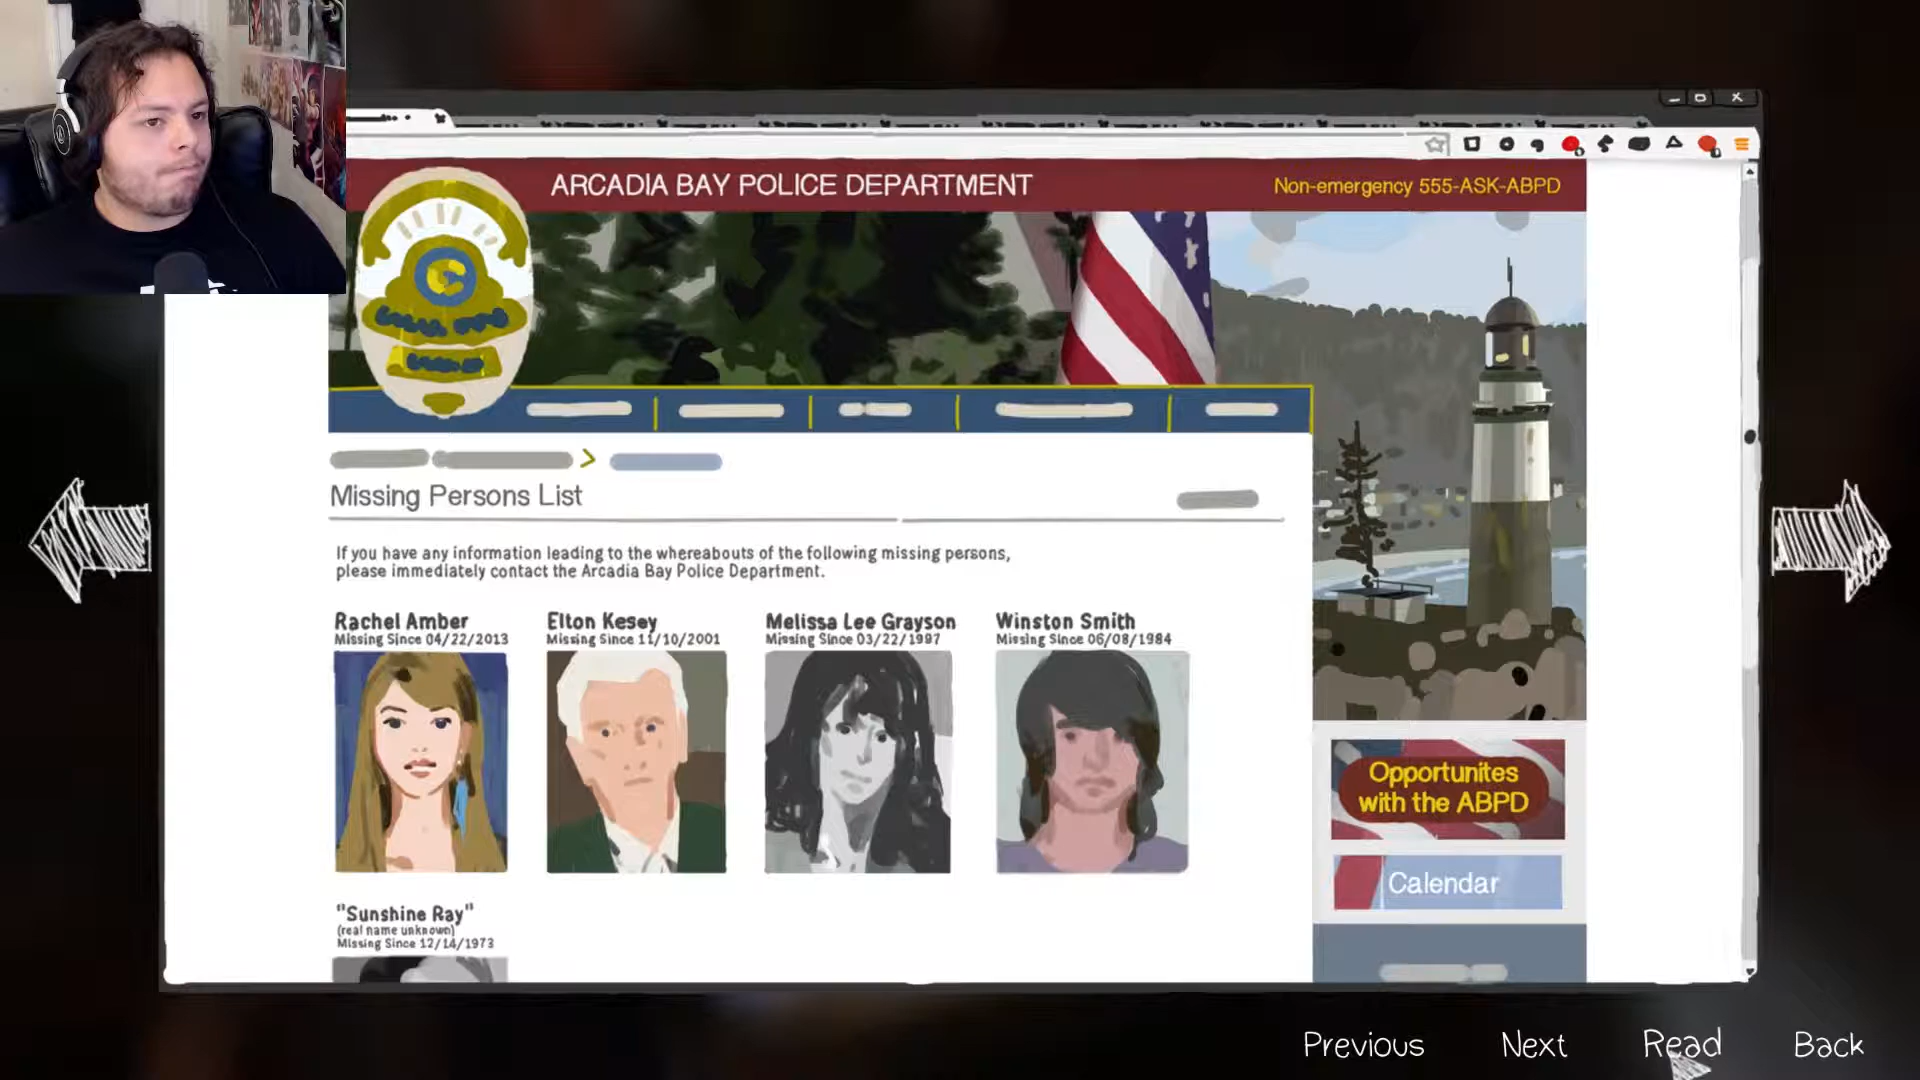 ARCADIA BAY POLICE DEPARTMENT
Non-emergency 555-ASK-ABPD
Missing Persons List
If you have any information leading to the whereabouts of the following missing persons,
please immediately contact the Arcadia Bay Police Department.
Rachel Amber
Missing Since 04/22/2013
Elton Kesey
Missing Since 11/10/2001
Melissa Lee Grayson
Missing Since 03/22/1997
Winston Smith
Missing Since 06/08/1984
"Sunshine Ray"
(real name unknown)
Missing Since 12/14/1973
Opportunites
with the ABPD
Calendar
Previous
Next
Read
Back